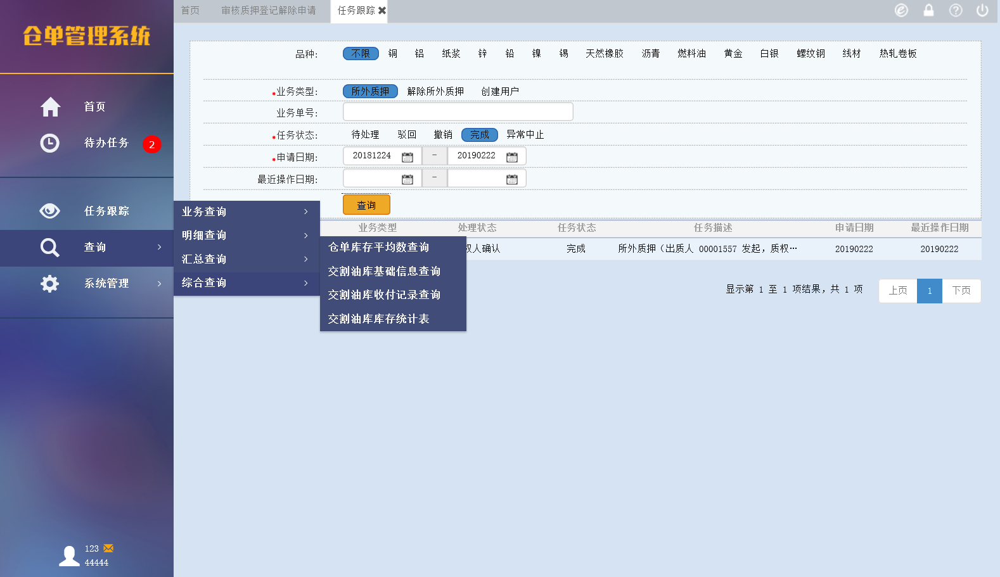 仓单管理系统
首页
待办任务 2
任务跟踪
查询
系统管理
123
44444
首页 审核质押登记解除申请 任务跟踪
品种: 不限 铜 铝 纸浆 锌 铅 镍 锡 天然橡胶 沥青 燃料油 黄金 白银 螺纹钢 线材 热轧卷板
*业务类型: 所外质押 解除所外质押 创建用户
业务单号:
*任务状态: 待处理 驳回 撤销 完成 异常中止
*申请日期: 20181224 - 20190222
最近操作日期: -
查询
业务查询
明细查询
汇总查询
综合查询
仓单库存平均数查询
交割油库基础信息查询
交割油库收付记录查询
交割油库库存统计表
业务类型 处理状态 任务状态 任务描述 申请日期 最近操作日期
权人确认 完成 所外质押（出质人 00001557 发起，质权… 20190222 20190222
显示第 1 至 1 项结果，共 1 项 上页 1 下页